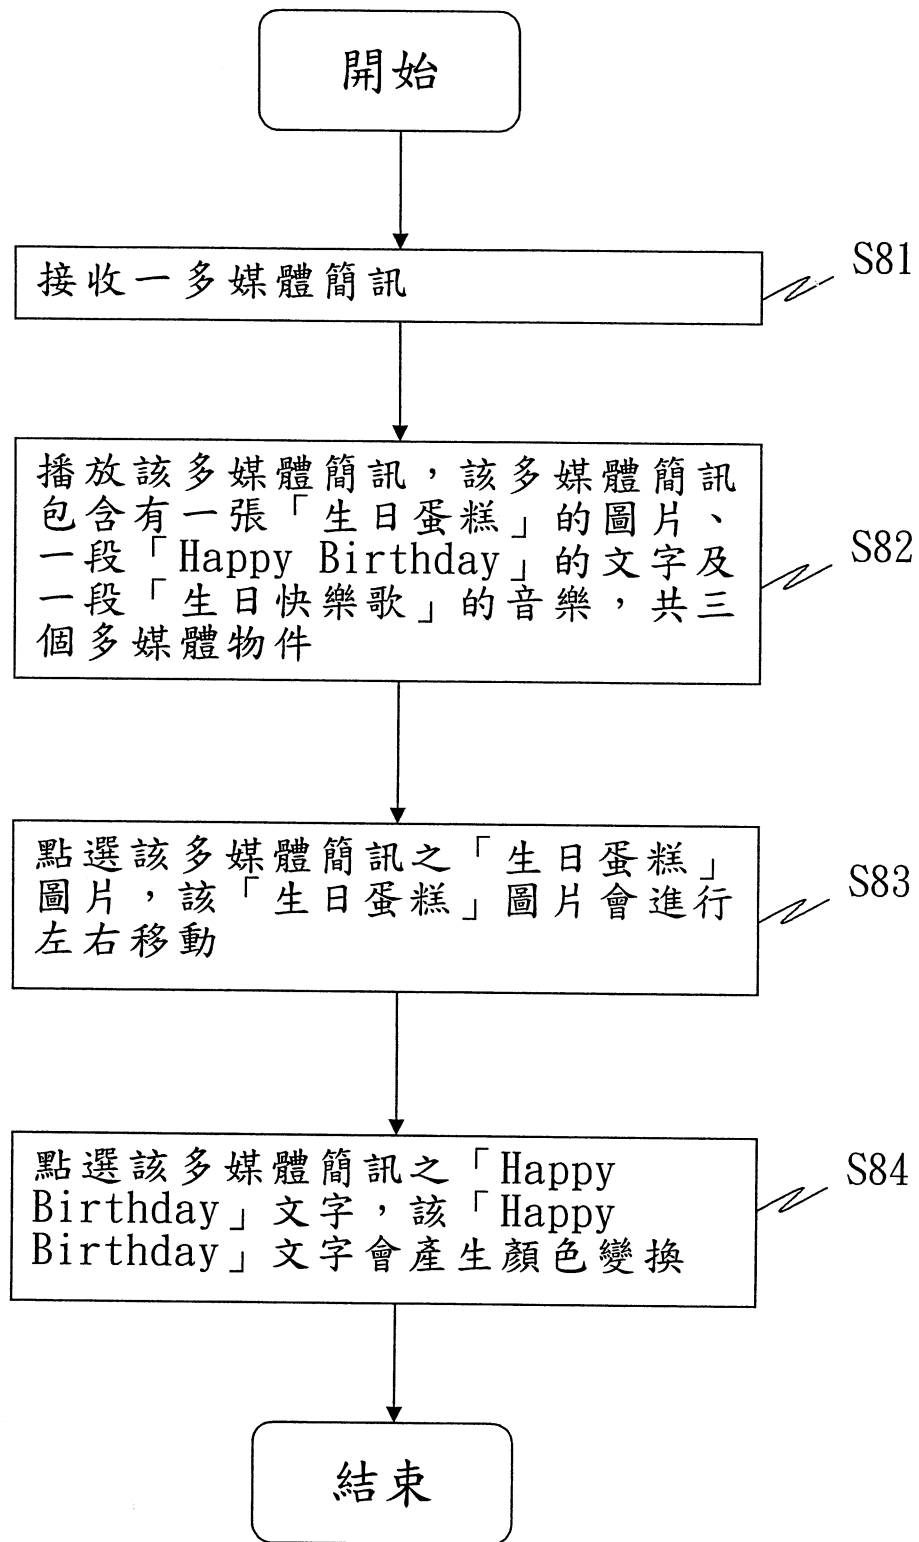 開始
接收一多媒體簡訊
S81
播放該多媒體簡訊，該多媒體簡訊
包含有一張「生日蛋糕」的圖片、
一段「Happy Birthday」的文字及
一段「生日快樂歌」的音樂，共三
個多媒體物件
S82
點選該多媒體簡訊之「生日蛋糕」
圖片，該「生日蛋糕」圖片會進行
左右移動
S83
點選該多媒體簡訊之「Happy
Birthday」文字，該「Happy
Birthday」文字會產生顏色變換
S84
結束